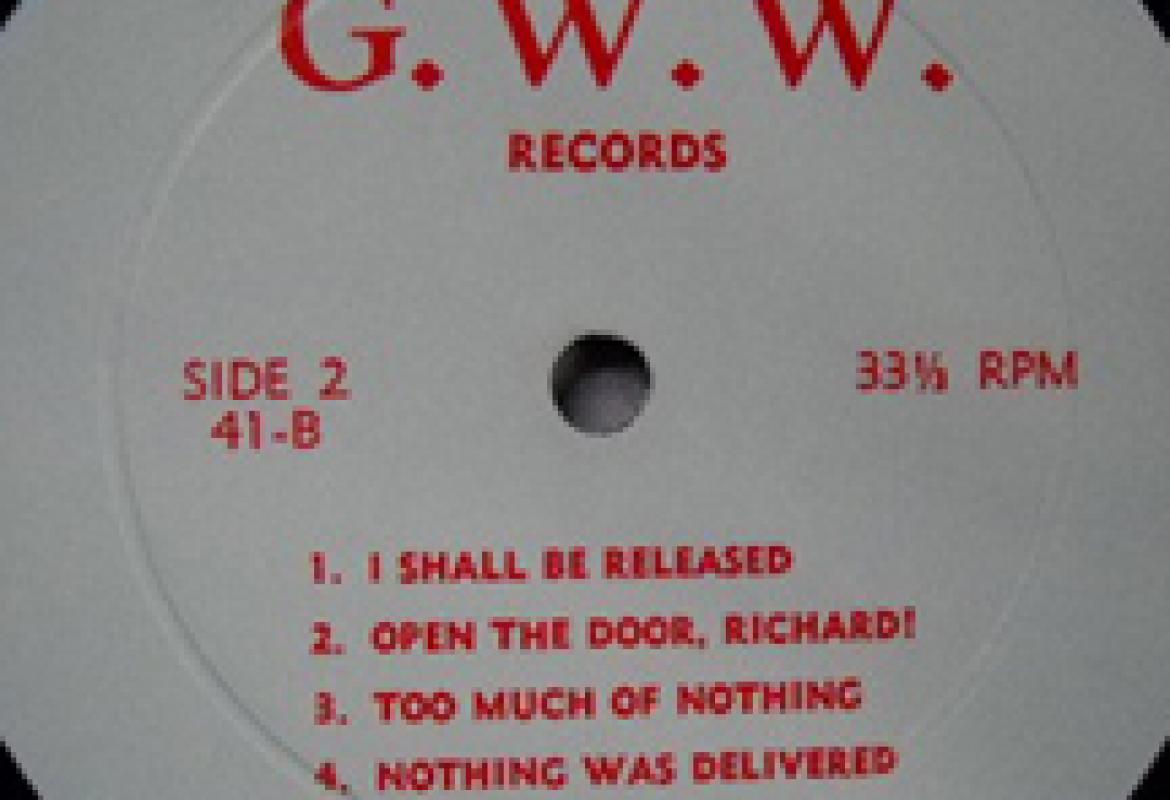 G. W. W.
RECORDS
SIDE 2
41-B
33⅓ RPM
1. I SHALL BE RELEASED
2. OPEN THE DOOR, RICHARD!
3. TOO MUCH OF NOTHING
4. NOTHING WAS DELIVERED